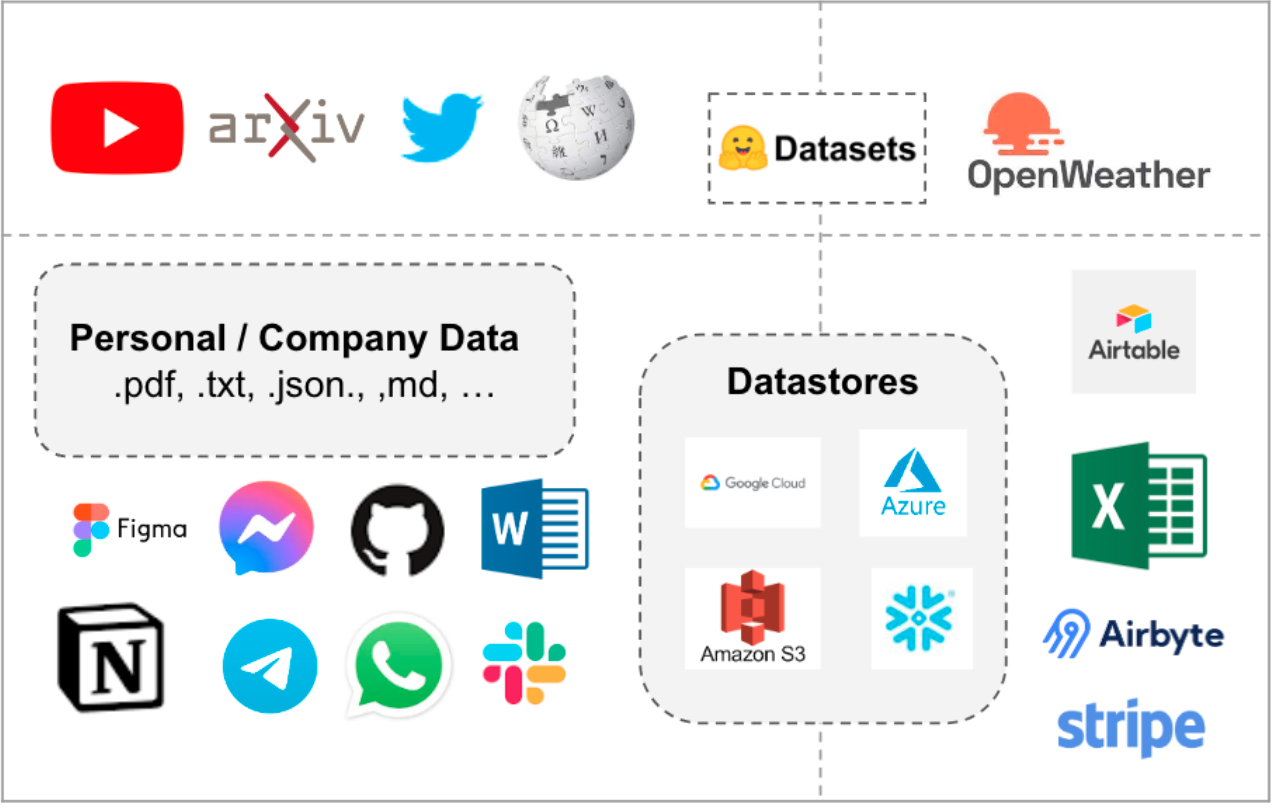 arXiv
Datasets
OpenWeather
Personal / Company Data
.pdf, .txt, .json., ,md, …
Datastores
Airtable
Google Cloud
Azure
Figma
W
X
Amazon S3
N
Airbyte
stripe